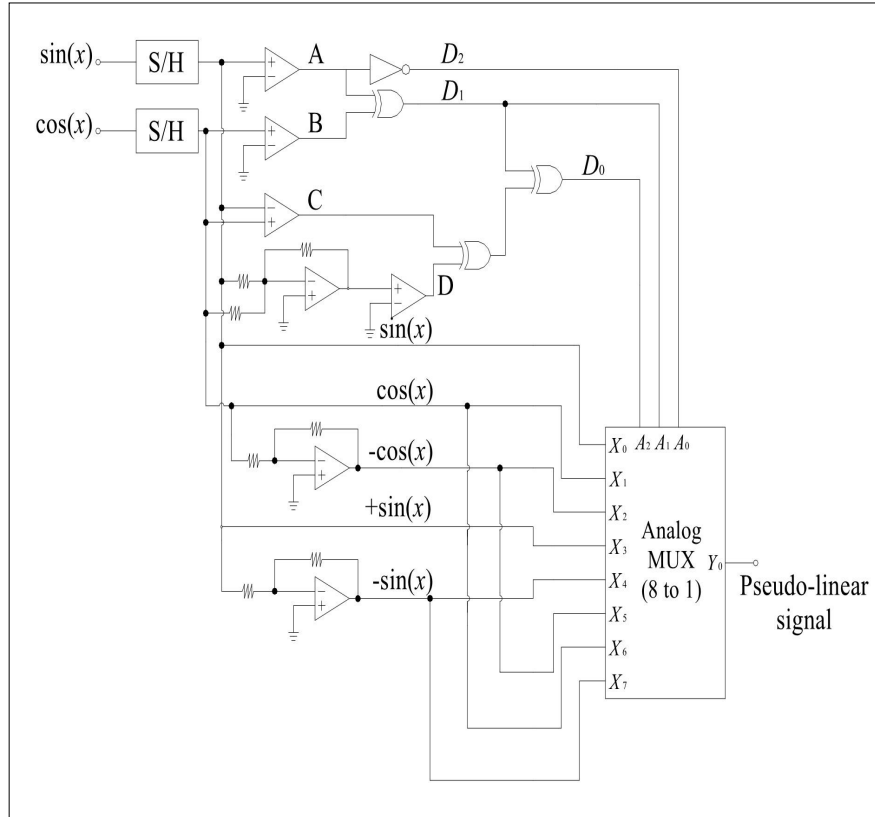 sin(x)
S/H
+
−
A
D2
D1
cos(x)
S/H
+
−
B
D0
−
+
C
−
+
+
−
D
sin(x)
cos(x)
−
+
-cos(x)
+sin(x)
−
+
-sin(x)
X0 A2 A1 A0
X1
X2
X3
X4
X5
X6
X7
Analog
MUX
(8 to 1)
Y0
Pseudo-linear
signal